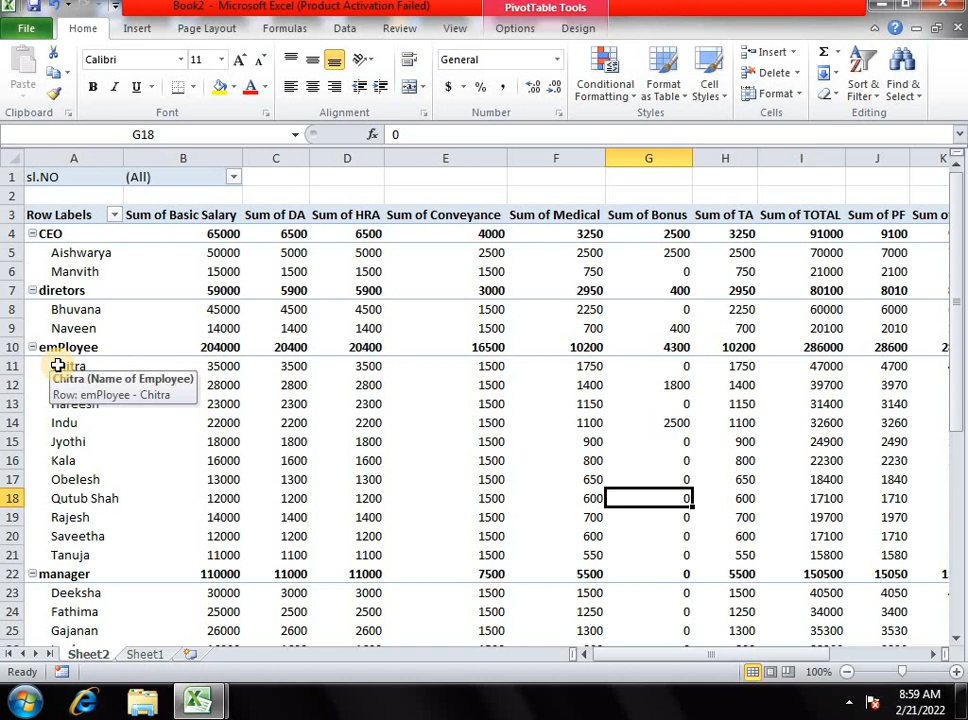 Book2 - Microsoft Excel (Product Activation Failed)
PivotTable Tools
File Home Insert Page Layout Formulas Data Review View Options Design
Paste
Calibri 11
General
Conditional Formatting
Format as Table
Cell Styles
Insert
Delete
Format
Sort & Filter
Find & Select
Clipboard Font Alignment Number Styles Cells Editing
G18 fx 0
A B C D E F G H I J K
1 sl.NO (All)
2
3 Row Labels Sum of Basic Salary Sum of DA Sum of HRA Sum of Conveyance Sum of Medical Sum of Bonus Sum of TA Sum of TOTAL Sum of PF Sum
4 CEO 65000 6500 6500 4000 3250 2500 3250 91000 9100
5 Aishwarya 50000 5000 5000 2500 2500 2500 2500 70000 7000
6 Manvith 15000 1500 1500 1500 750 0 750 21000 2100
7 diretors 59000 5900 5900 3000 2950 400 2950 80100 8010
8 Bhuvana 45000 4500 4500 1500 2250 0 2250 60000 6000
9 Naveen 14000 1400 1400 1500 700 400 700 20100 2010
10 emPloyee 204000 20400 20400 16500 10200 4300 10200 286000 28600
11 Chitra 35000 3500 3500 1500 1750 0 1750 47000 4700
Chitra (Name of Employee)
Row: emPloyee - Chitra
12 28000 2800 2800 1500 1400 1800 1400 39700 3970
13 Hareesh 23000 2300 2300 1500 1150 0 1150 31400 3140
14 Indu 22000 2200 2200 1500 1100 2500 1100 32600 3260
15 Jyothi 18000 1800 1800 1500 900 0 900 24900 2490
16 Kala 16000 1600 1600 1500 800 0 800 22300 2230
17 Obelesh 13000 1300 1300 1500 650 0 650 18400 1840
18 Qutub Shah 12000 1200 1200 1500 600 0 600 17100 1710
19 Rajesh 14000 1400 1400 1500 700 0 700 19700 1970
20 Saveetha 12000 1200 1200 1500 600 0 600 17100 1710
21 Tanuja 11000 1100 1100 1500 550 0 550 15800 1580
22 manager 110000 11000 11000 7500 5500 0 5500 150500 15050
23 Deeksha 30000 3000 3000 1500 1500 0 1500 40500 4050
24 Fathima 25000 2500 2500 1500 1250 0 1250 34000 3400
25 Gajanan 26000 2600 2600 1500 1300 0 1300 35300 3530
Sheet2 Sheet1
Ready 100%
8:59 AM
2/21/2022